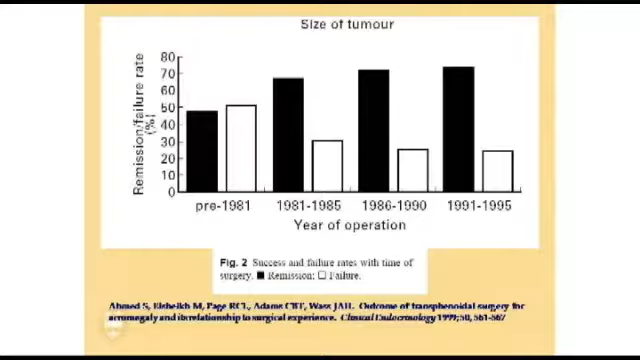 Size of tumour
80
70
60
50
40
30
20
10
0
Remission/failure rate
(%)
pre-1981 1981-1985 1986-1990 1991-1995
Year of operation
Fig. 2 Success and failure rates with time of
surgery. ■ Remission; □ Failure.
Ahmed S, Elsheikh M, Page RCL, Adams CBT, Wass JAH. Outcome of transphenoidal surgery for
acromegaly and its relationship to surgical experience. Clinical Endocrinology 1999;50, 561-567